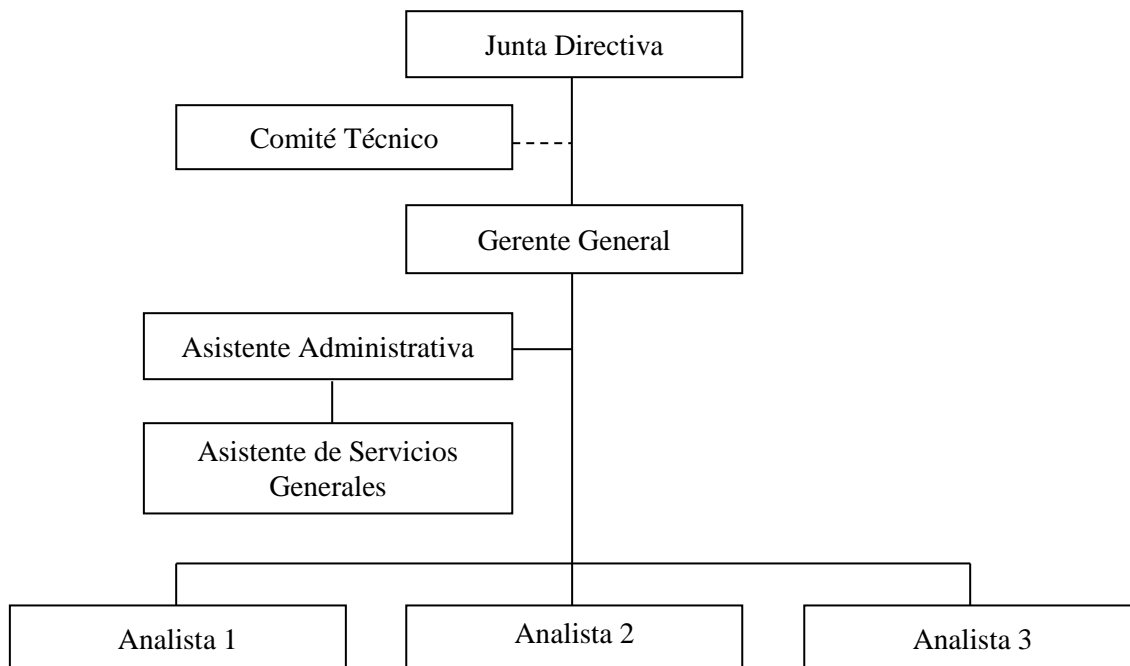 Junta Directiva
Comité Técnico
Gerente General
Asistente Administrativa
Asistente de Servicios
Generales
Analista 1
Analista 2
Analista 3